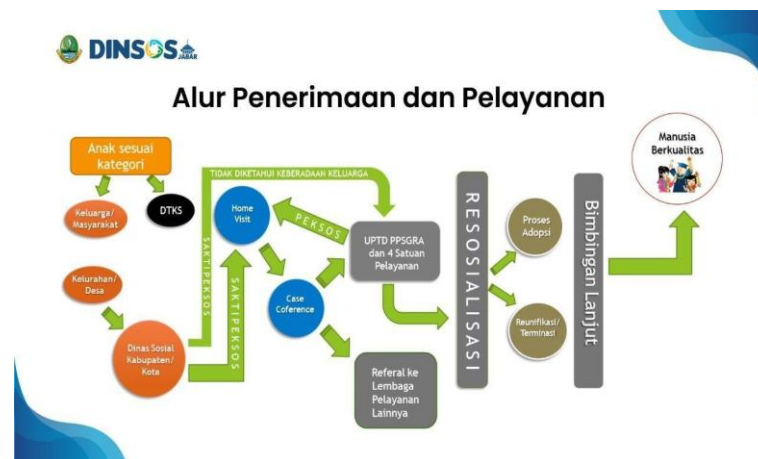 DINSOS
JABAR
Alur Penerimaan dan Pelayanan
Anak sesuai
kategori
Keluarga/
Masyarakat
DTKS
Kelurahan/
Desa
Dinas Sosial
Kabupaten/
Kota
SAKTIPEKSOS
SAKTIPEKSOS
TIDAK DIKETAHUI KEBERADAAN KELUARGA
Home
Visit
PEKSOS
Case
Coference
UPTD PPSGRA
dan 4 Satuan
Pelayanan
Referal ke
Lembaga
Pelayanan
Lainnya
RESOSIALISASI
Proses
Adopsi
Reunifikasi/
Terminasi
Bimbingan Lanjut
Manusia
Berkualitas